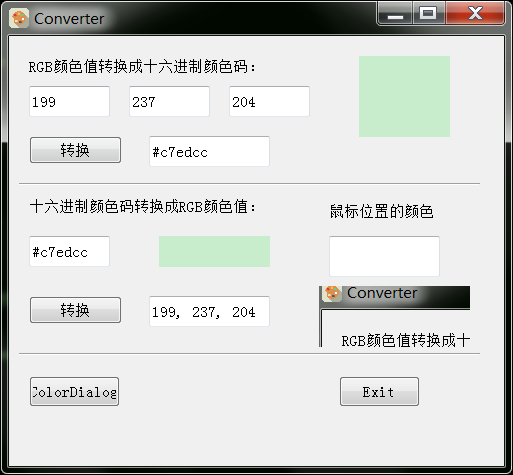 Converter
RGB颜色值转换成十六进制颜色码：
199 237 204
转换 #c7edcc
十六进制颜色码转换成RGB颜色值：
鼠标位置的颜色
#c7edcc
转换 199, 237, 204
Converter
RGB颜色值转换成十
ColorDialog Exit